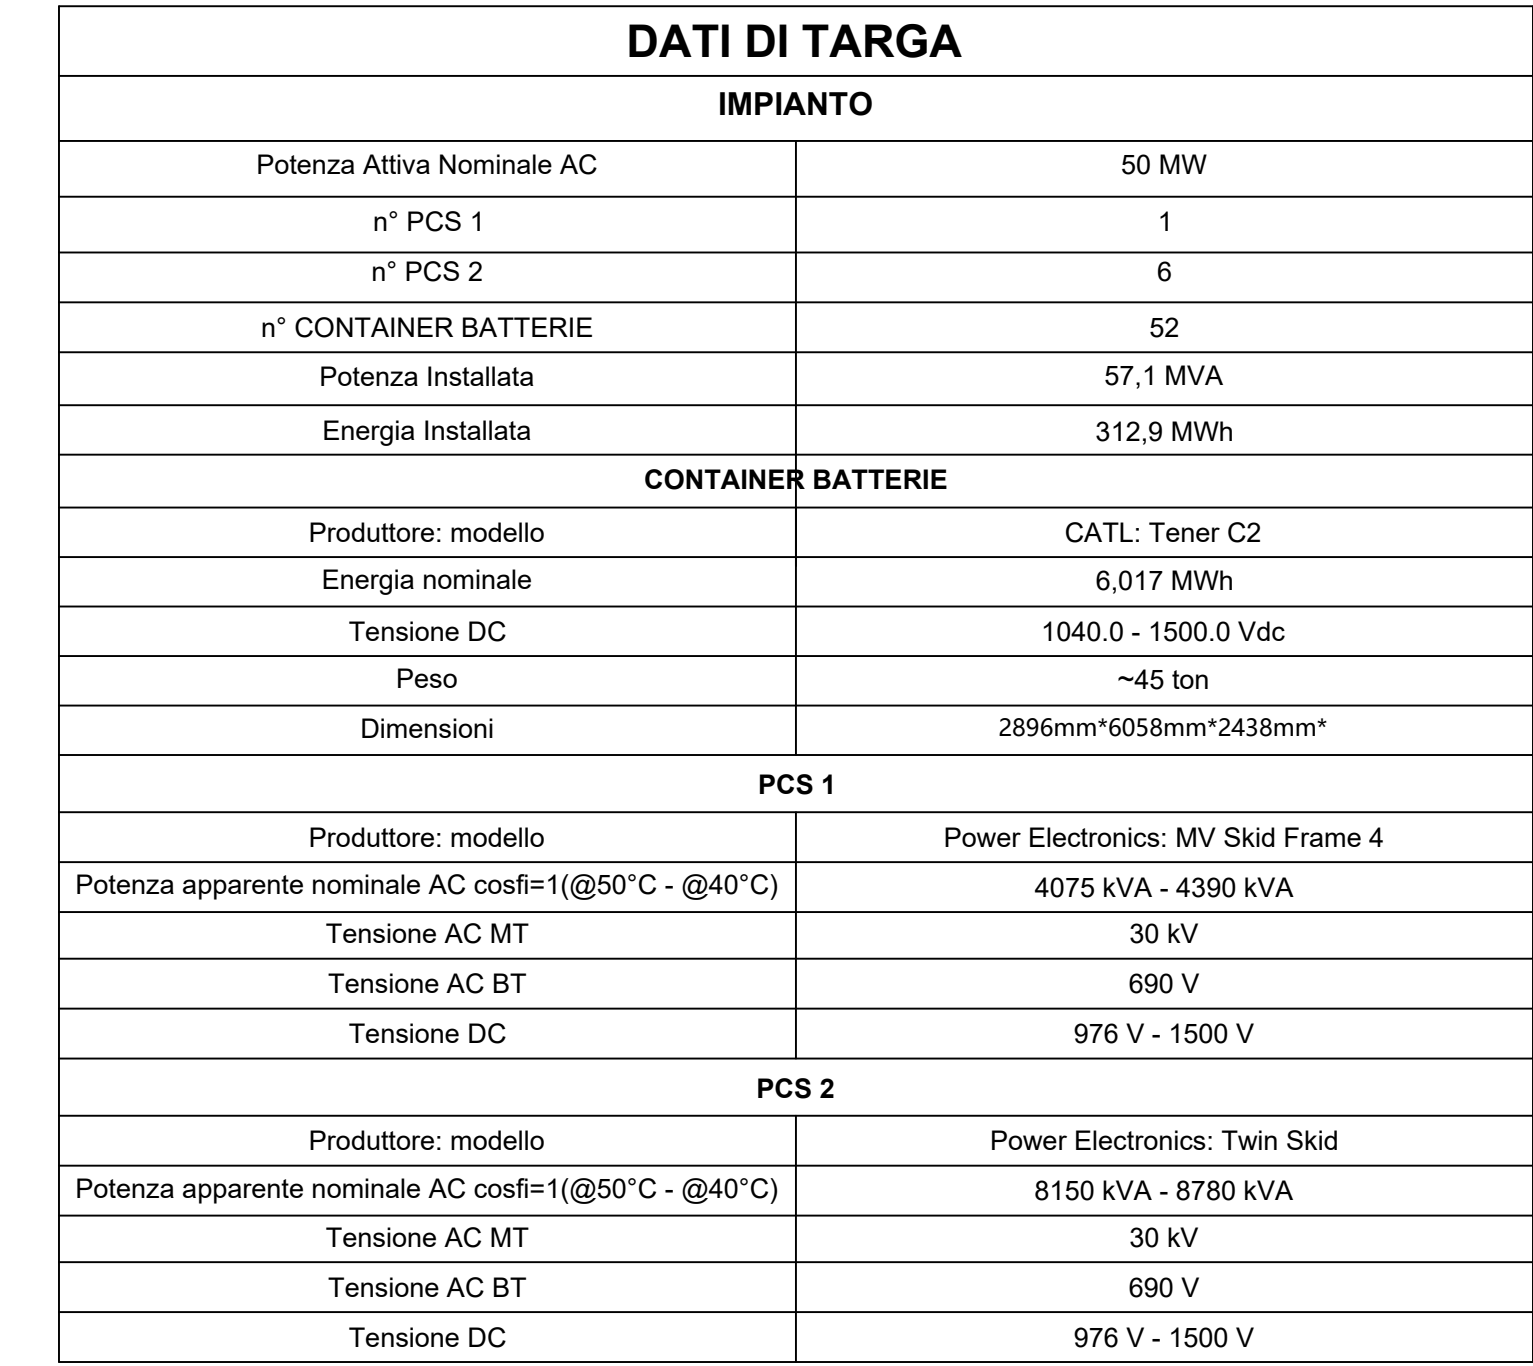 DATI DI TARGA
IMPIANTO
Potenza Attiva Nominale AC 50 MW
n° PCS 1 1
n° PCS 2 6
n° CONTAINER BATTERIE 52
Potenza Installata 57,1 MVA
Energia Installata 312,9 MWh
CONTAINER BATTERIE
Produttore: modello CATL: Tener C2
Energia nominale 6,017 MWh
Tensione DC 1040.0 - 1500.0 Vdc
Peso ~45 ton
Dimensioni 2896mm*6058mm*2438mm*
PCS 1
Produttore: modello Power Electronics: MV Skid Frame 4
Potenza apparente nominale AC cosfi=1(@50°C - @40°C) 4075 kVA - 4390 kVA
Tensione AC MT 30 kV
Tensione AC BT 690 V
Tensione DC 976 V - 1500 V
PCS 2
Produttore: modello Power Electronics: Twin Skid
Potenza apparente nominale AC cosfi=1(@50°C - @40°C) 8150 kVA - 8780 kVA
Tensione AC MT 30 kV
Tensione AC BT 690 V
Tensione DC 976 V - 1500 V